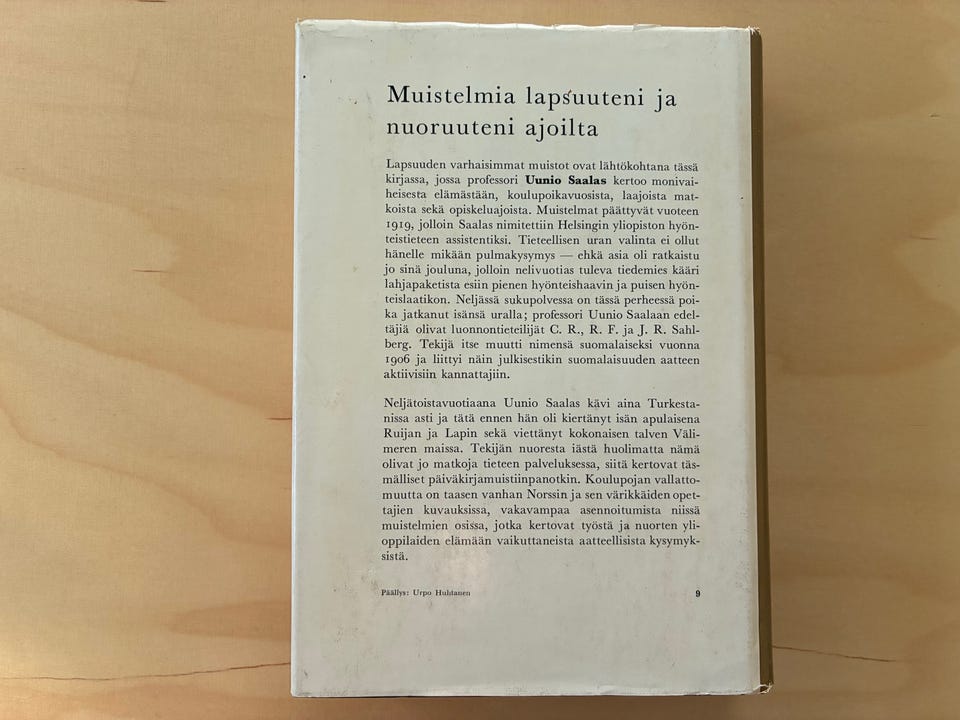 Muistelmia lapsuuteni ja
nuoruuteni ajoilta
Lapsuuden varhaisimmat muistot ovat lähtökohtana tässä
kirjassa, jossa professori Uunio Saalas kertoo monivai-
heisesta elämästään, koulupoikavuosista, laajoista mat-
koista sekä opiskeluajoista. Muistelmat päättyvät vuoteen
1919, jolloin Saalas nimitettiin Helsingin yliopiston hyön-
teistieteen assistentiksi. Tieteellisen uran valinta ei ollut
hänelle mikään pulmakysymys — ehkä asia oli ratkaistu
jo sinä jouluna, jolloin nelivuotias tuleva tiedemies kääri
lahjapaketista esiin pienen hyönteishaavin ja puisen hyön-
teislaatikon. Neljässä sukupolvessa on tässä perheessä poi-
ka jatkanut isänsä uralla; professori Uunio Saalaan edel-
täjiä olivat luonnontieteilijät C. R., R. F. ja J. R. Sahl-
berg. Tekijä itse muutti nimensä suomalaiseksi vuonna
1906 ja liittyi näin julkisestikin suomalaisuuden aatteen
aktiivisiin kannattajiin.
Neljätoistavuotiaana Uunio Saalas kävi aina Turkesta-
nissa asti ja tätä ennen hän oli kiertänyt isän apulaisena
Ruijan ja Lapin sekä viettänyt kokonaisen talven Väli-
meren maissa. Tekijän nuoresta iästä huolimatta nämä
olivat jo matkoja tieteen palveluksessa, siitä kertovat täs-
mälliset päiväkirjamuistiinpanotkin. Koulupojan vallatto-
muutta on taasen vanhan Norssin ja sen värikkäiden opet-
tajien kuvauksissa, vakavampaa asennoitumista niissä
muistelmien osissa, jotka kertovat työstä ja nuorten yli-
oppilaiden elämään vaikuttaneista aatteellisista kysymyk-
sistä.
Päällys: Urpo Huhtanen
9